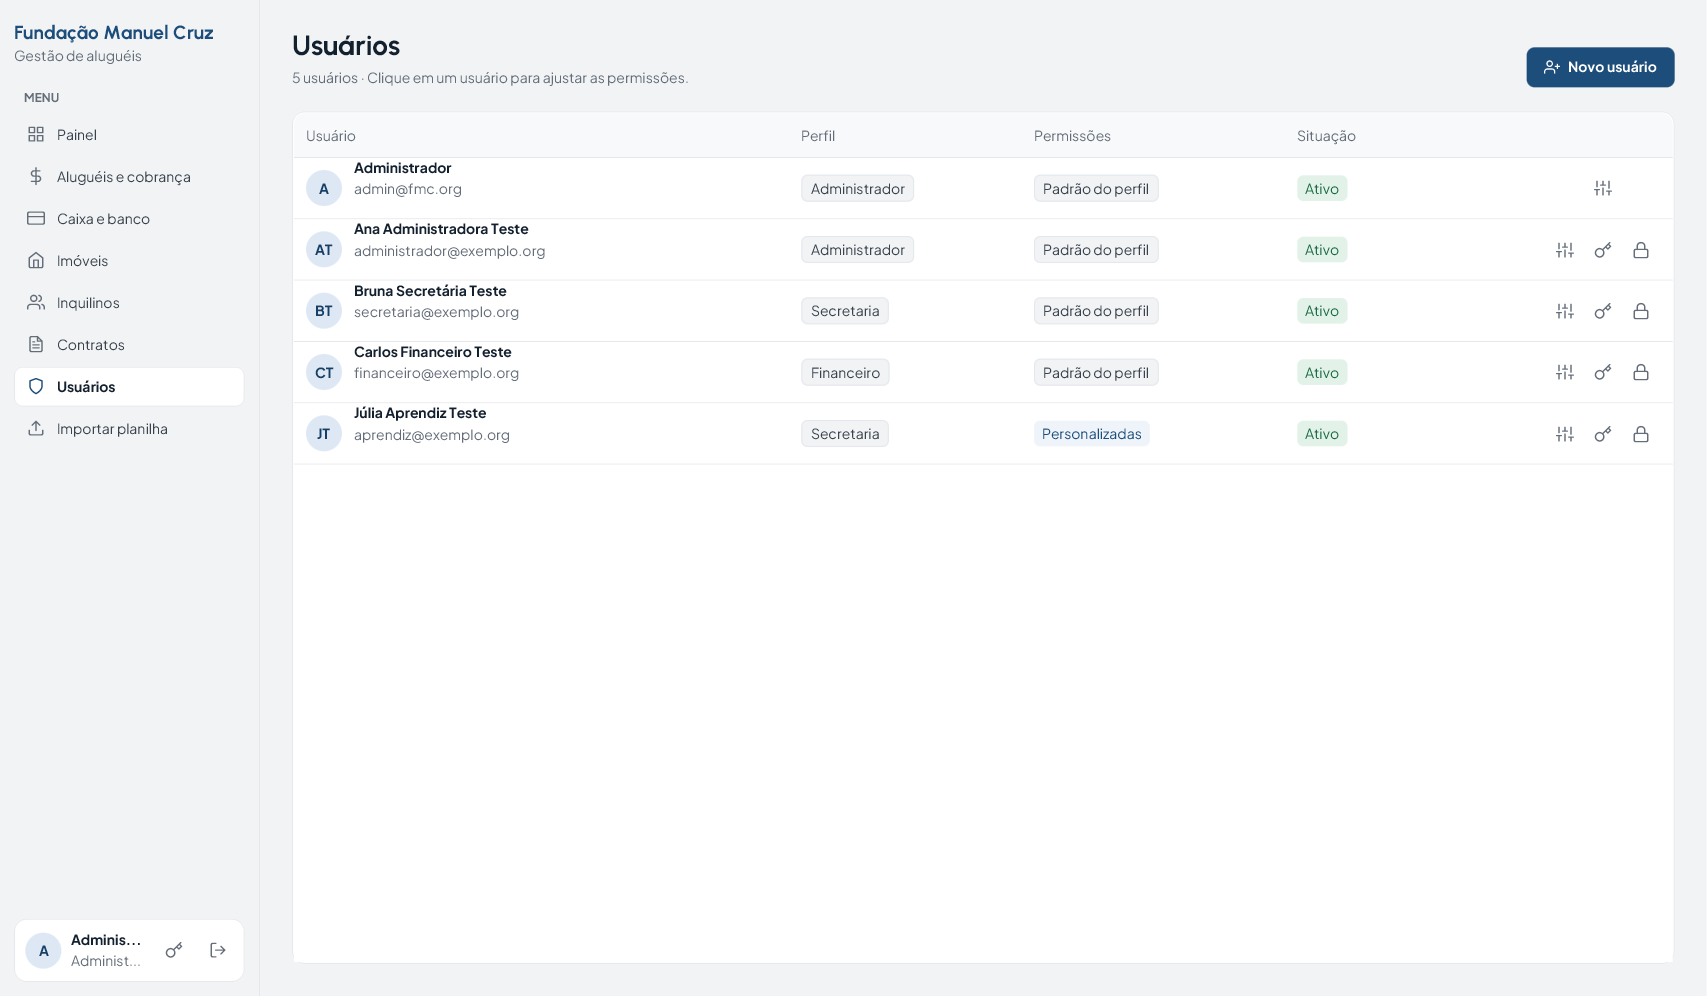 Fundação Manuel Cruz
Gestão de aluguéis
MENU
Painel
Aluguéis e cobrança
Caixa e banco
Imóveis
Inquilinos
Contratos
Usuários
Importar planilha
A
Adminis...
Administ...
Usuários
5 usuários · Clique em um usuário para ajustar as permissões.
Novo usuário
Usuário Perfil Permissões Situação
A Administrador
admin@fmc.org Administrador Padrão do perfil Ativo
AT Ana Administradora Teste
administrador@exemplo.org Administrador Padrão do perfil Ativo
BT Bruna Secretária Teste
secretaria@exemplo.org Secretaria Padrão do perfil Ativo
CT Carlos Financeiro Teste
financeiro@exemplo.org Financeiro Padrão do perfil Ativo
JT Júlia Aprendiz Teste
aprendiz@exemplo.org Secretaria Personalizadas Ativo